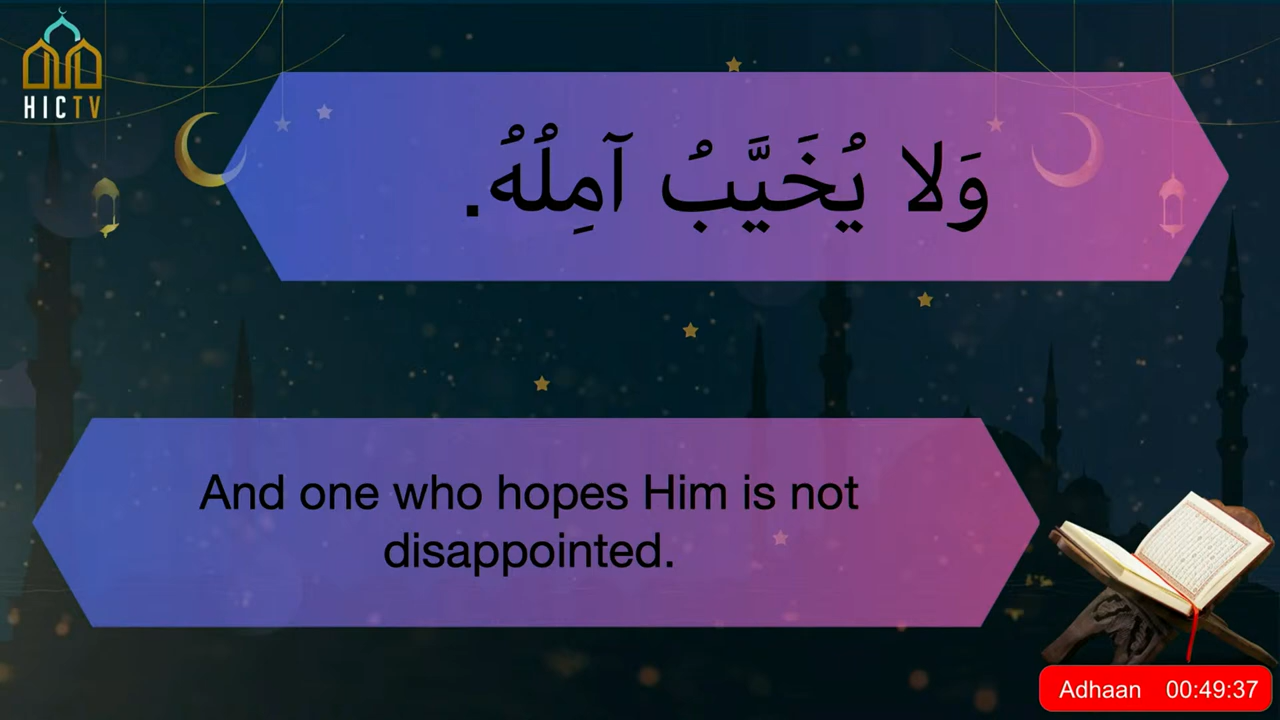 HICTV
وَلا يُخَيَّبُ آمِلُهُ.
And one who hopes Him is not
disappointed.
Adhaan 00:49:37